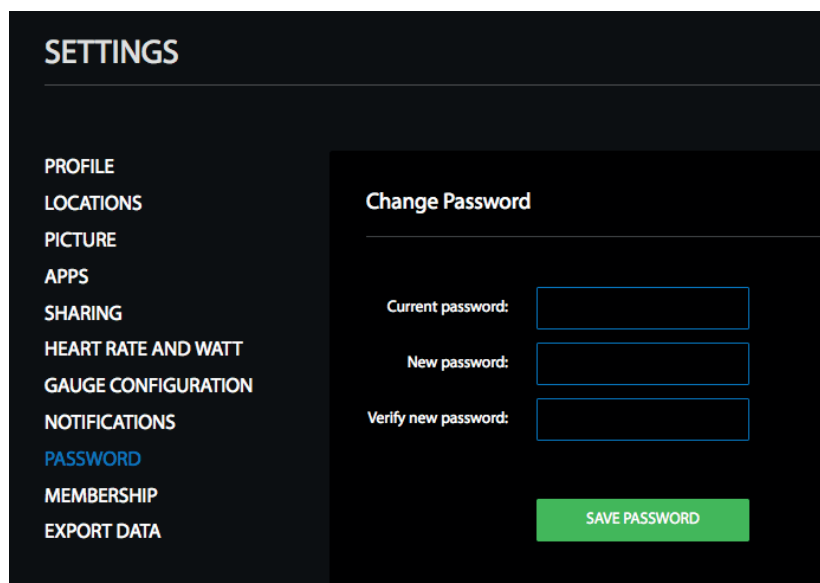 SETTINGS
PROFILE
LOCATIONS
PICTURE
APPS
SHARING
HEART RATE AND WATT
GAUGE CONFIGURATION
NOTIFICATIONS
PASSWORD
MEMBERSHIP
EXPORT DATA
Change Password
Current password:
New password:
Verify new password:
SAVE PASSWORD